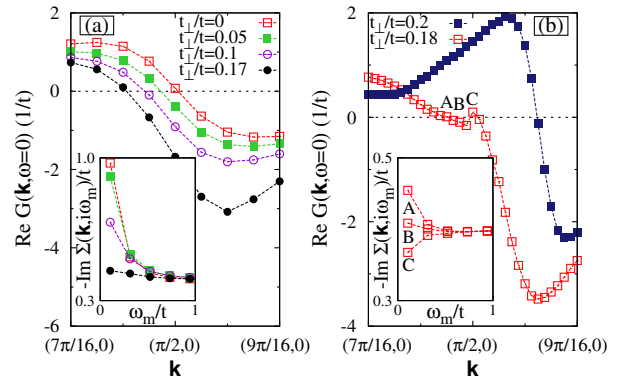 (a)
t⊥/t=0
t⊥/t=0.05
t⊥/t=0.1
t⊥/t=0.17
Re G(k,ω=0) (1/t)
6
4
2
0
-2
-4
-6
(7π/16,0)
(π/2,0)
(9π/16,0)
k
-Im Σ(k,iωm)/t
1.0
0.3
0
1
ωm/t
(b)
t⊥/t=0.2
t⊥/t=0.18
Re G(k,ω=0) (1/t)
2
0
-2
-4
A B C
(7π/16,0)
(π/2,0)
(9π/16,0)
k
-Im Σ(k,iωm)/t
0.5
0.3
A
B
C
0
1
ωm/t